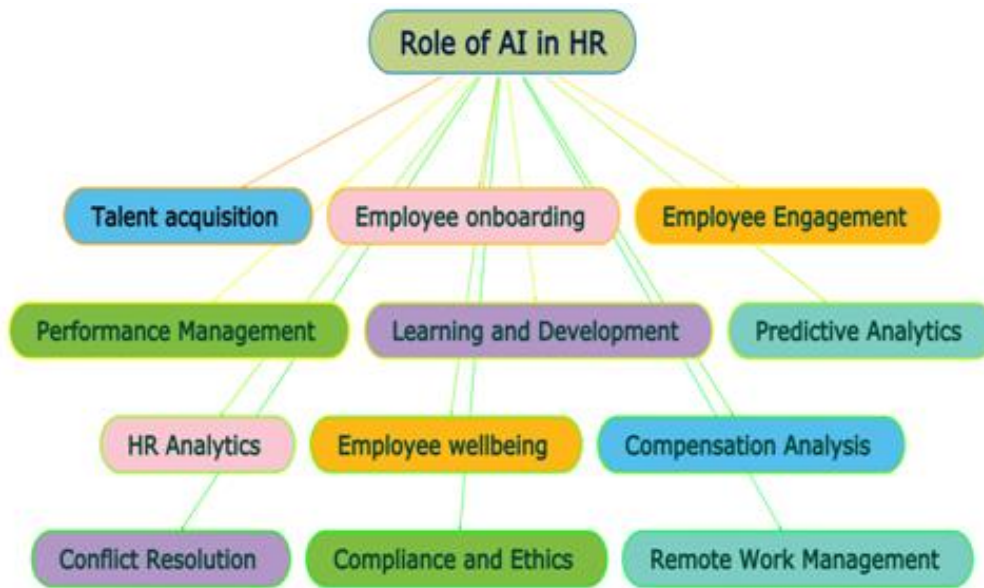 Role of AI in HR
Talent acquisition
Employee onboarding
Employee Engagement
Performance Management
Learning and Development
Predictive Analytics
HR Analytics
Employee wellbeing
Compensation Analysis
Conflict Resolution
Compliance and Ethics
Remote Work Management